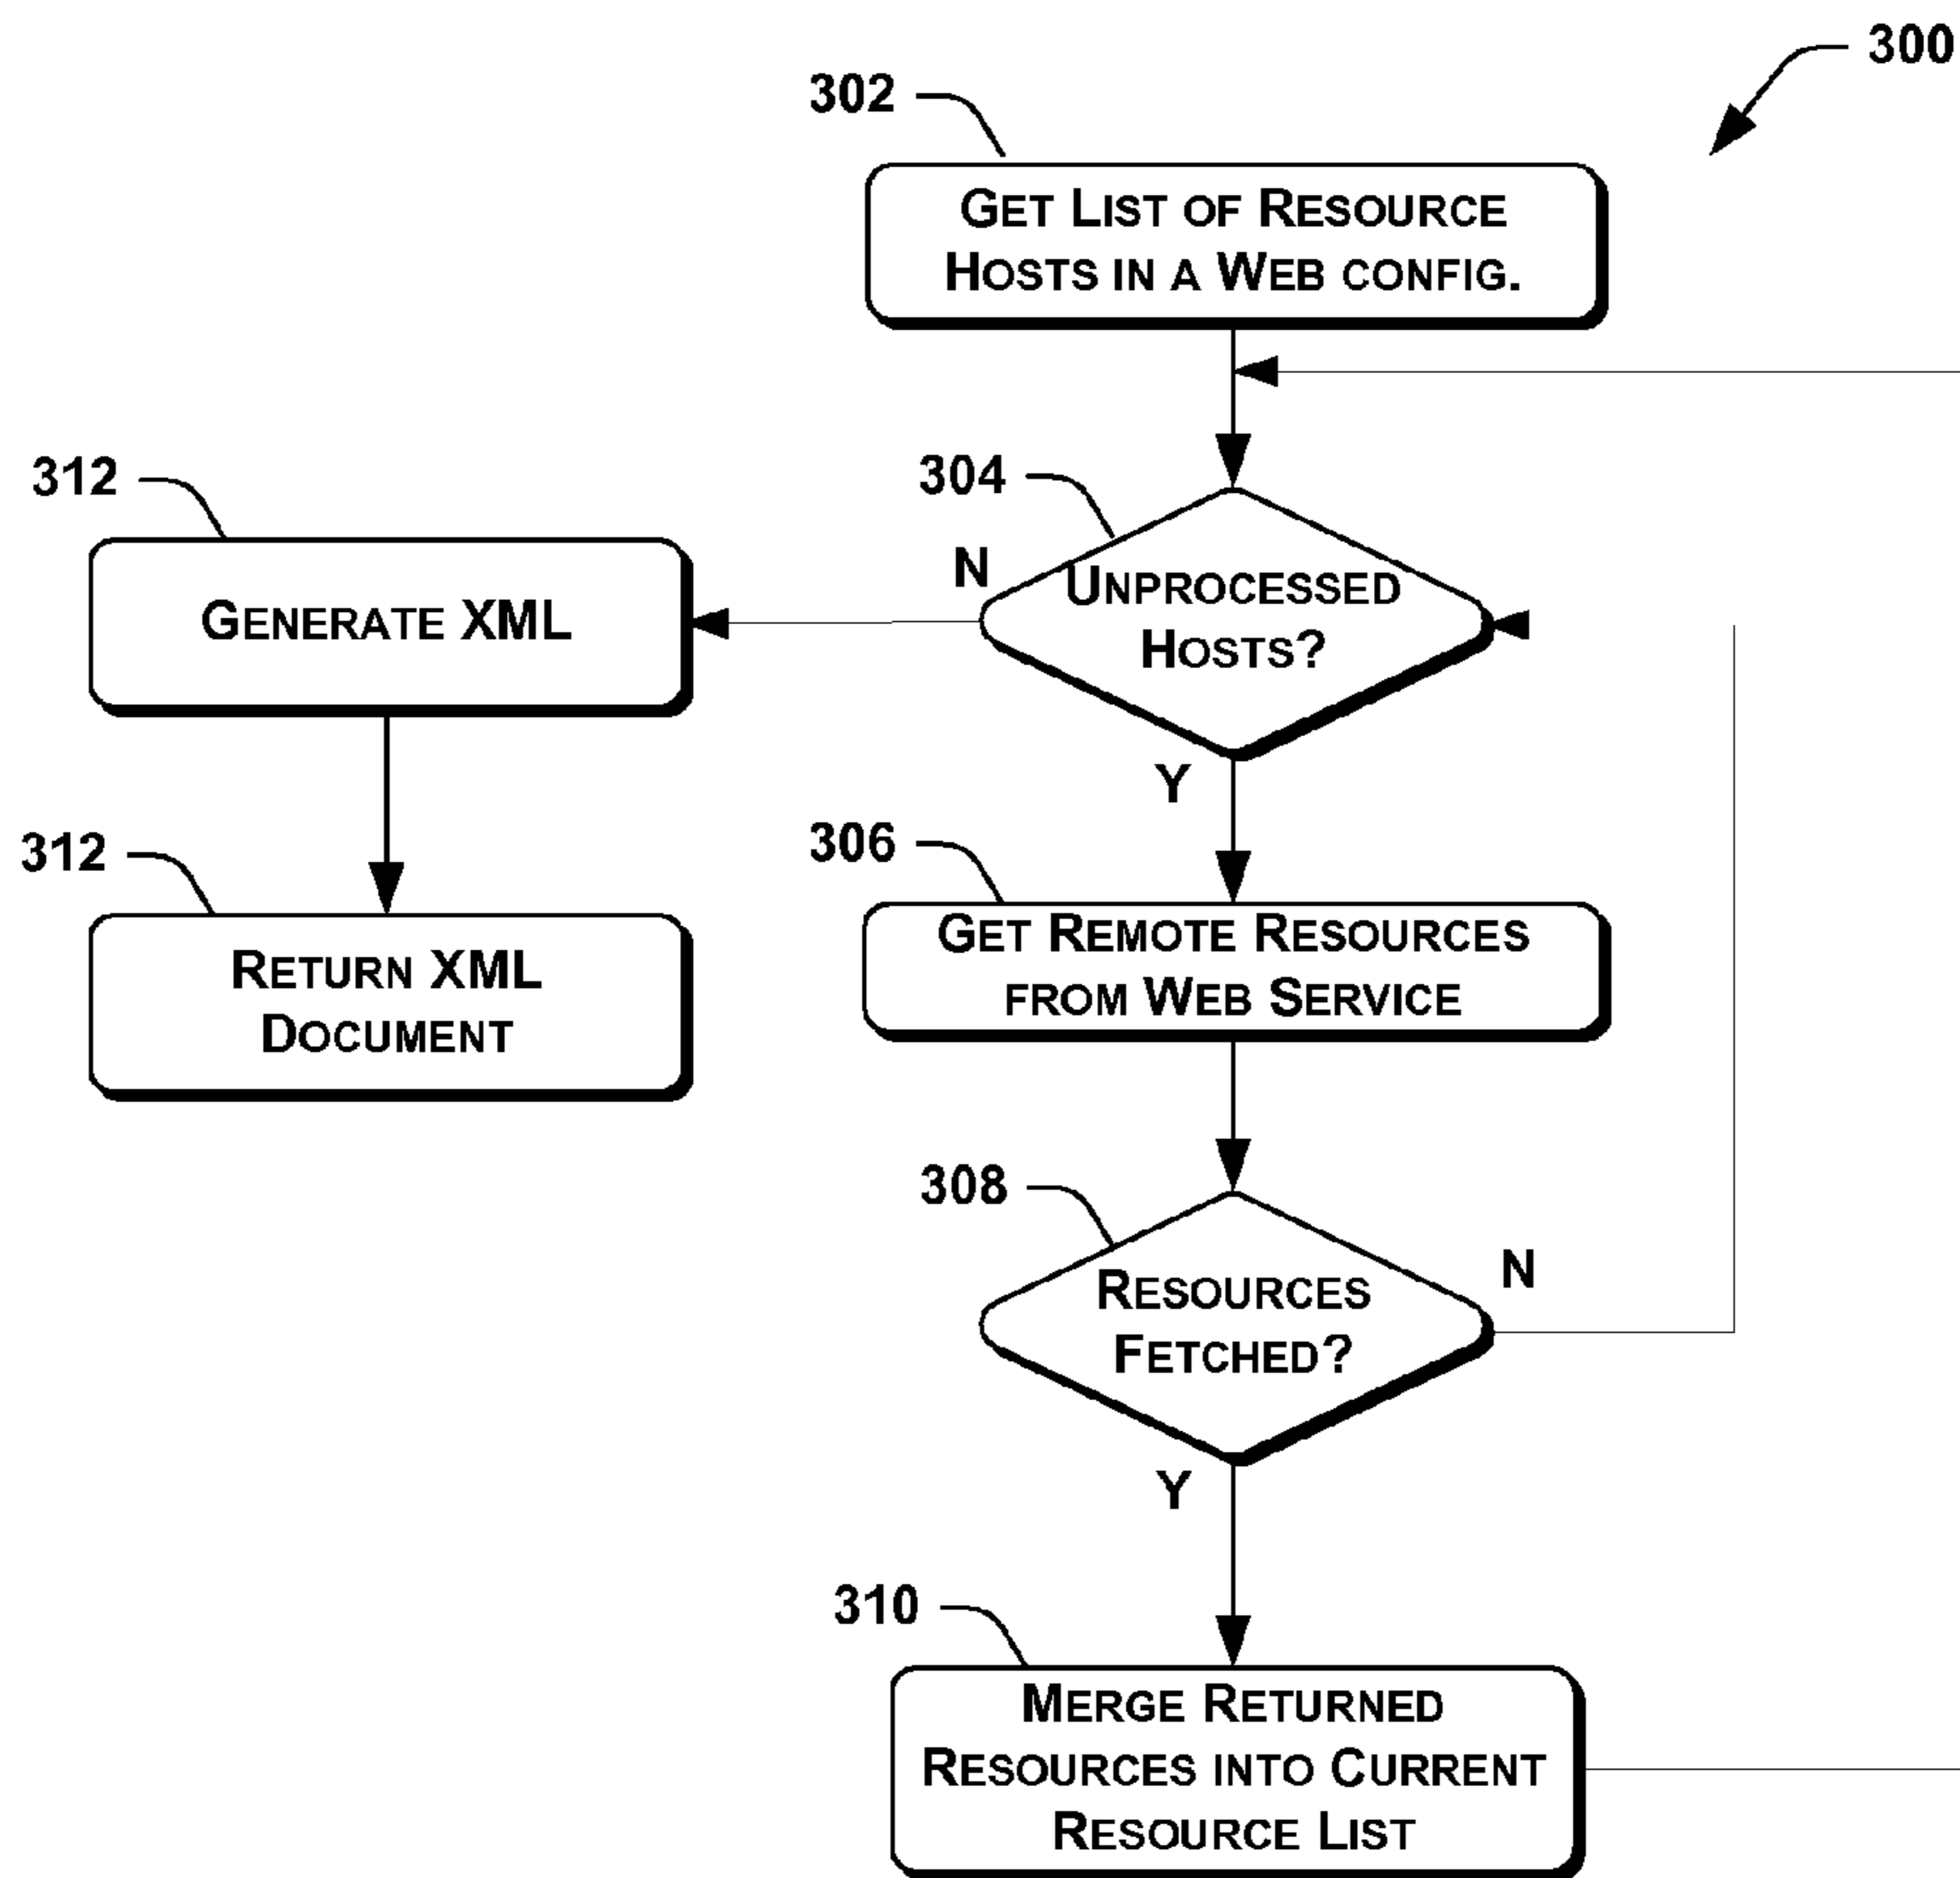 300
302
GET LIST OF RESOURCE
HOSTS IN A WEB CONFIG.
312
304
N
UNPROCESSED
HOSTS?
GENERATE XML
Y
312
306
RETURN XML
DOCUMENT
GET REMOTE RESOURCES
FROM WEB SERVICE
308
N
RESOURCES
FETCHED?
Y
310
MERGE RETURNED
RESOURCES INTO CURRENT
RESOURCE LIST